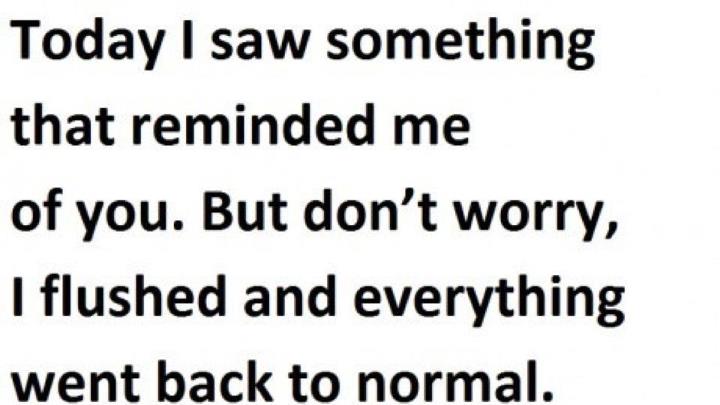 Today I saw something
that reminded me
of you. But don’t worry,
I flushed and everything
went back to normal.